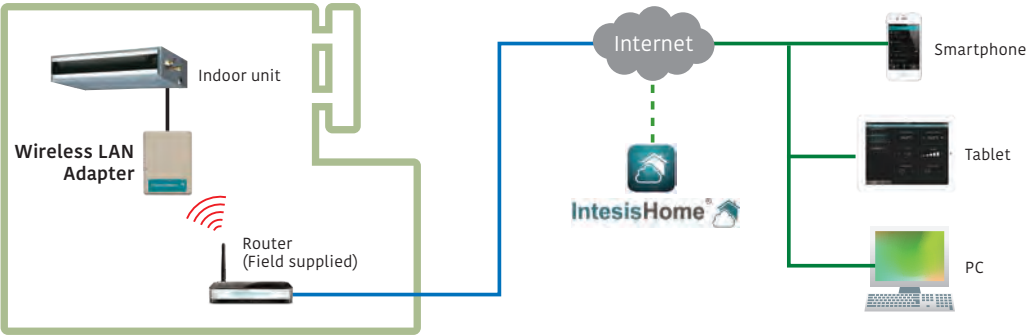 Indoor unit
Wireless LAN
Adapter
Router
(Field supplied)
Internet
IntesisHome®
Smartphone
Tablet
PC